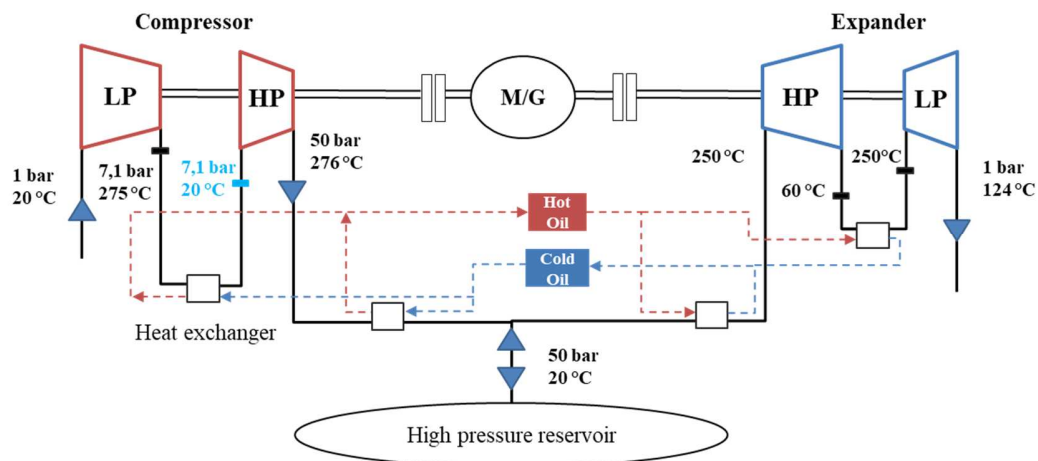 Compressor
Expander
LP
HP
M/G
HP
LP
1 bar
20 °C
7,1 bar
275°C
7,1 bar
20 °C
50 bar
276 °C
250 °C
60 °C
250°C
1 bar
124°C
Hot
Oil
Cold
Oil
Heat exchanger
50 bar
20 °C
High pressure reservoir